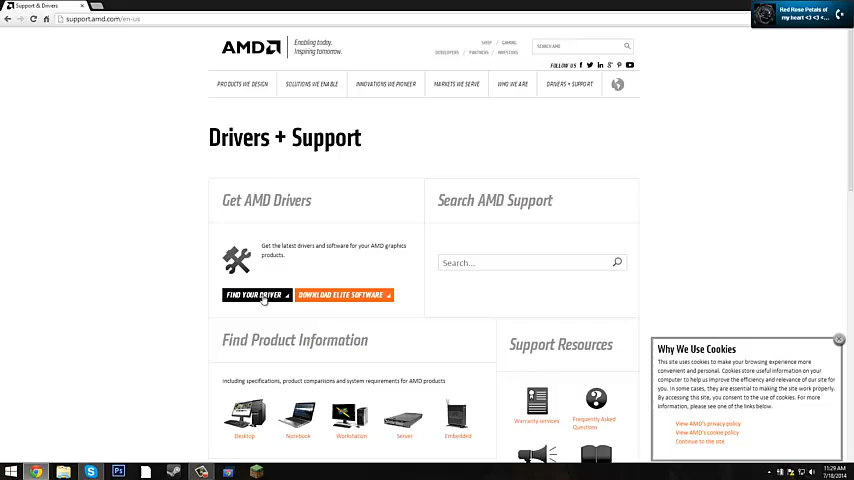 Support & Drivers
support.amd.com/en-us
Red Rose Petals of
my heart <3 <3 <...
AMD
Enabling today.
Inspiring tomorrow.
SHOP / GAMING
DEVELOPERS / PARTNERS / INVESTORS
SEARCH AMD
FOLLOW US
PRODUCTS WE DESIGN
SOLUTIONS WE ENABLE
INNOVATIONS WE PIONEER
MARKETS WE SERVE
WHO WE ARE
DRIVERS + SUPPORT
Drivers + Support
Get AMD Drivers
Search AMD Support
Get the latest drivers and software for your AMD graphics
products.
Search...
FIND YOUR DRIVER
DOWNLOAD ELITE SOFTWARE
Find Product Information
Support Resources
Including specifications, product comparisons and system requirements for AMD products
Desktop
Notebook
Workstation
Server
Embedded
Warranty services
Frequently Asked
Questions
Why We Use Cookies
This site uses cookies to make your browsing experience more
convenient and personal. Cookies store useful information on your
computer to help us improve the efficiency and relevance of our site for
you. In some cases, they are essential to making the site work properly.
By accessing this site, you consent to the use of cookies. For more
information, please see one of the links below.
View AMD's privacy policy
View AMD's cookie policy
Continue to the site
11:29 AM
7/18/2014